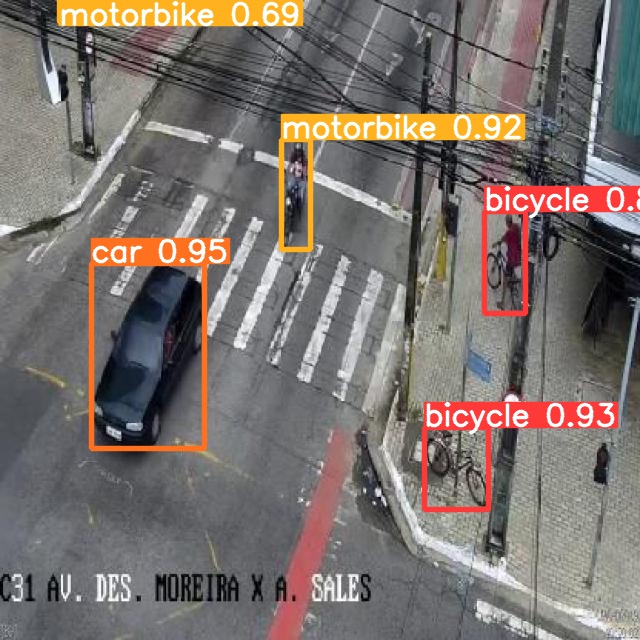 motorbike 0.69
motorbike 0.92
bicycle 0.8
car 0.95
bicycle 0.93
C31 AV. DES. MOREIRA X A. SALES